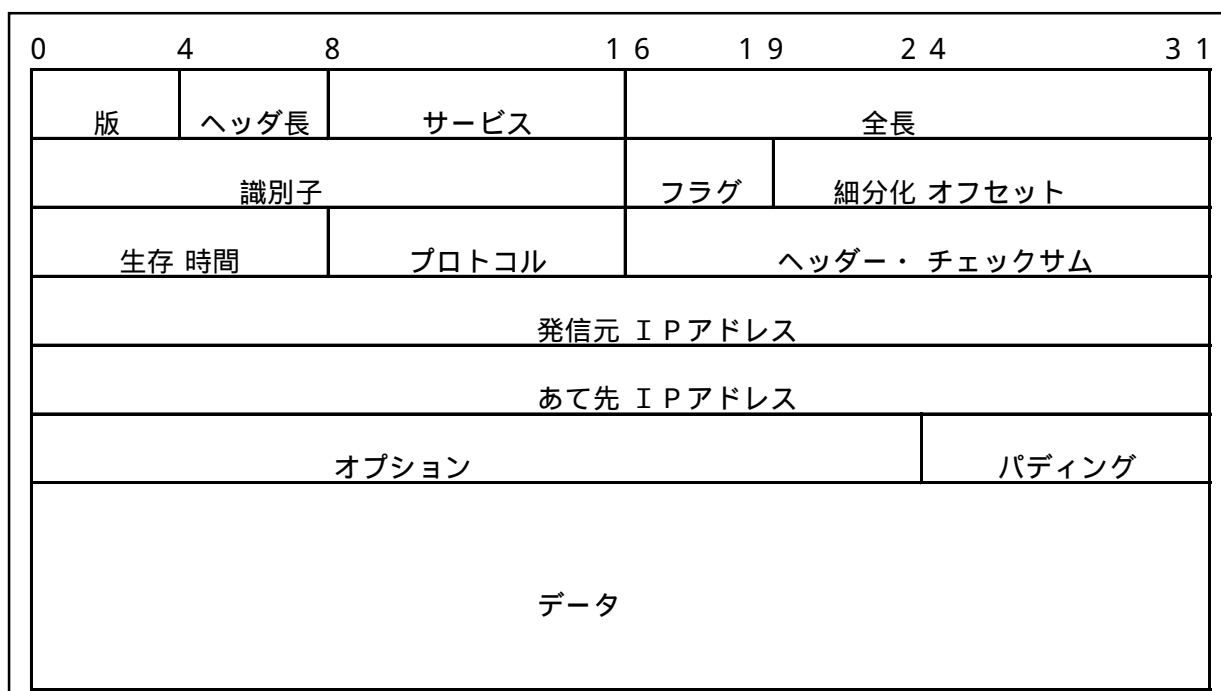 0 4 8 16 19 24 31
版 ヘッダ長 サービス 全長
識別子 フラグ 細分化 オフセット
生存 時間 プロトコル ヘッダー・ チェックサム
発信元 ＩＰアドレス
あて先 ＩＰアドレス
オプション パディング
データ